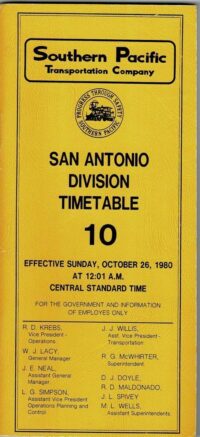 Southern Pacific
Transportation Company
PROGRESS THROUGH SAFETY
SOUTHERN PACIFIC
SAN ANTONIO
DIVISION
TIMETABLE
10
EFFECTIVE SUNDAY, OCTOBER 26, 1980
AT 12:01 A.M.
CENTRAL STANDARD TIME
FOR THE GOVERNMENT AND INFORMATION
OF EMPLOYES ONLY
R. D. KREBS,
Vice President -
Operations
W. J. LACY,
General Manager
J. E. NEAL,
Assistant General
Manager
L. G. SIMPSON,
Assistant Vice President
Operations Planning and
Control
J. J. WILLIS,
Asst. Vice President -
Transportation
R. G. McWHIRTER,
Superintendent
D. J. DOYLE,
R. D. MALDONADO,
J. L. SPIVEY
M. L. WELLS,
Assistant Superintendents